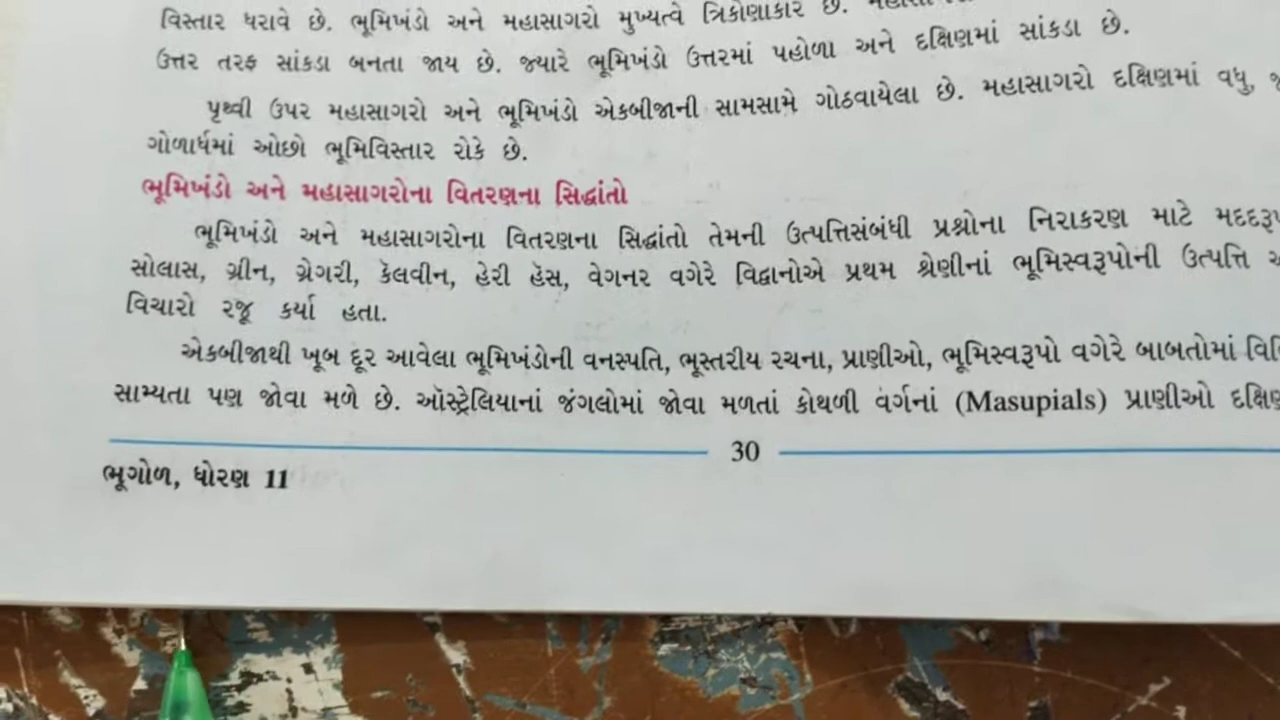 વિસ્તાર ધરાવે છે. ભૂમિખંડો અને મહાસાગરો મુખ્યત્વે ત્રિકોણાકાર છે.
ઉત્તર તરફ સાંકડા બનતા જાય છે. જ્યારે ભૂમિખંડો ઉત્તરમાં પહોળા અને દક્ષિણમાં સાંકડા છે.
પૃથ્વી ઉપર મહાસાગરો અને ભૂમિખંડો એકબીજાની સામસામે ગોઠવાયેલા છે. મહાસાગરો દક્ષિણમાં વધુ,
ગોળાર્ધમાં ઓછો ભૂમિવિસ્તાર રોકે છે.
ભૂમિખંડો અને મહાસાગરોના વિતરણના સિદ્ધાંતો
ભૂમિખંડો અને મહાસાગરોના વિતરણના સિદ્ધાંતો તેમની ઉત્પત્તિસંબંધી પ્રશ્નોના નિરાકરણ માટે
સોલાસ, ગ્રીન, ગ્રેગરી, કૅલવીન, હેરી હૅસ, વેગનર વગેરે વિદ્વાનોએ પ્રથમ શ્રેણીનાં ભૂમિસ્વરૂપોની ઉત્પત્તિ
વિચારો રજૂ કર્યા હતા.
એકબીજાથી ખૂબ દૂર આવેલા ભૂમિખંડોની વનસ્પતિ, ભૂસ્તરીય રચના, પ્રાણીઓ, ભૂમિસ્વરૂપો વગેરે બાબતોમાં
સામ્યતા પણ જોવા મળે છે. ઑસ્ટ્રેલિયાનાં જંગલોમાં જોવા મળતાં કોથળી વર્ગનાં (Masupials) પ્રાણીઓ
30
ભૂગોળ, ધોરણ 11